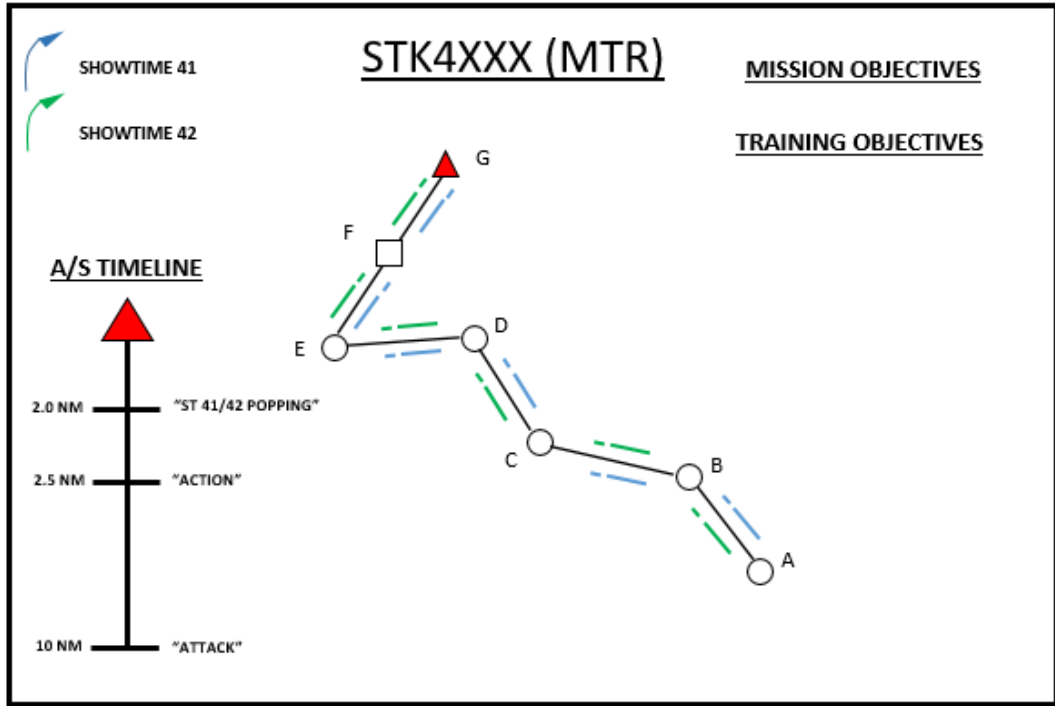 STK4XXX (MTR)
SHOWTIME 41
SHOWTIME 42
MISSION OBJECTIVES
TRAINING OBJECTIVES
A/S TIMELINE
2.0 NM "ST 41/42 POPPING"
2.5 NM "ACTION"
10 NM "ATTACK"
G
F
E
D
C
B
A